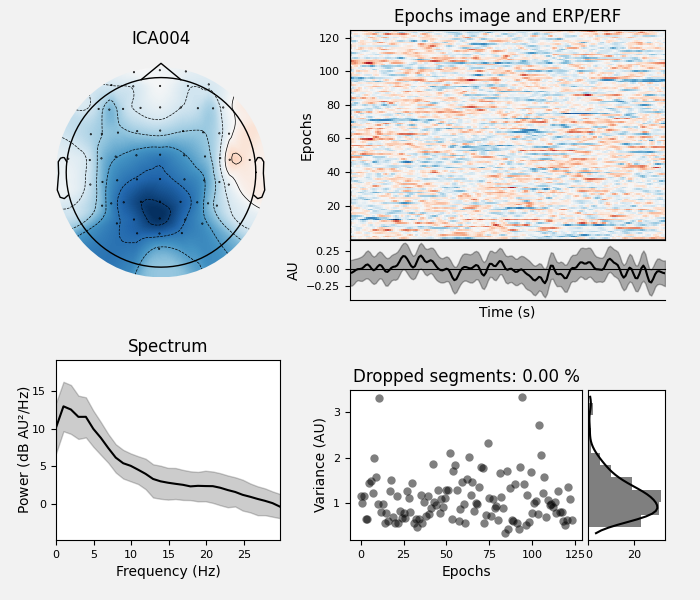 ICA004
Epochs image and ERP/ERF
120
100
80
60
40
20
Epochs
0.25
0.00
−0.25
AU
Time (s)
Spectrum
15
10
5
0
Power (dB AU²/Hz)
0 5 10 15 20 25
Frequency (Hz)
Dropped segments: 0.00 %
3
2
1
Variance (AU)
0 25 50 75 100 125
Epochs
0 20